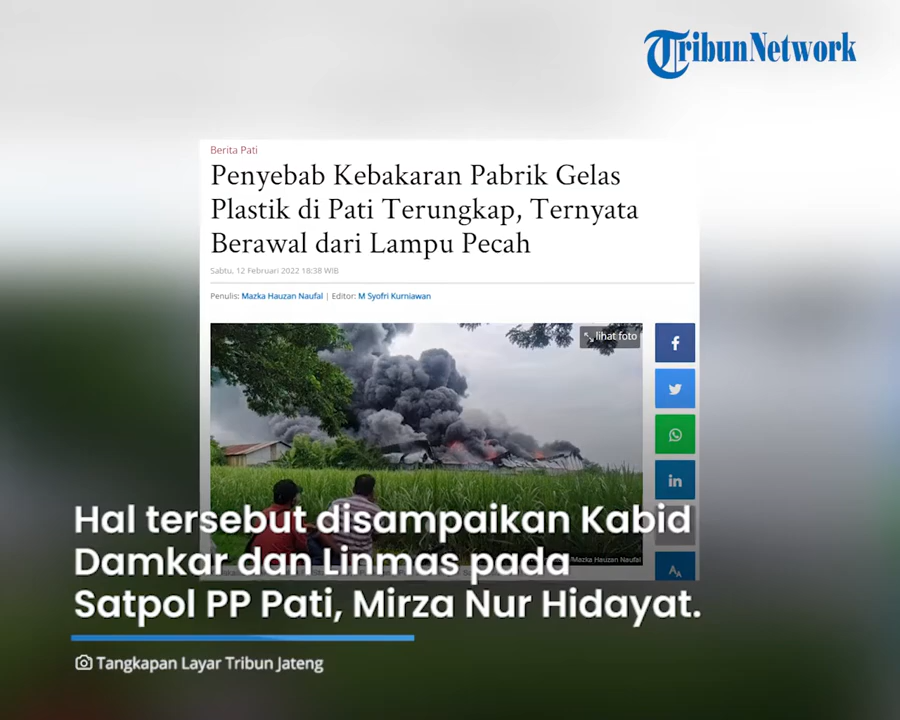 TribunNetwork
Berita Pati
Penyebab Kebakaran Pabrik Gelas
Plastik di Pati Terungkap, Ternyata
Berawal dari Lampu Pecah
Sabtu, 12 Februari 2022 18:38 WIB
Penulis: Mazka Hauzan Naufal | Editor: M Syofri Kurniawan
lihat foto
Hal tersebut disampaikan Kabid
/Mazka Hauzan Naufal
Damkar dan Linmas pada
Satpol PP Pati, Mirza Nur Hidayat.
Tangkapan Layar Tribun Jateng